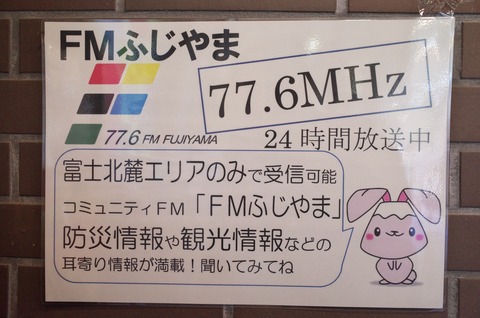 FMふじやま
77.6MHz
77.6 FM FUJIYAMA
24時間放送中
富士北麓エリアのみで受信可能
コミュニティFM「FMふじやま」
防災情報や観光情報などの
耳寄り情報が満載!聞いてみてね